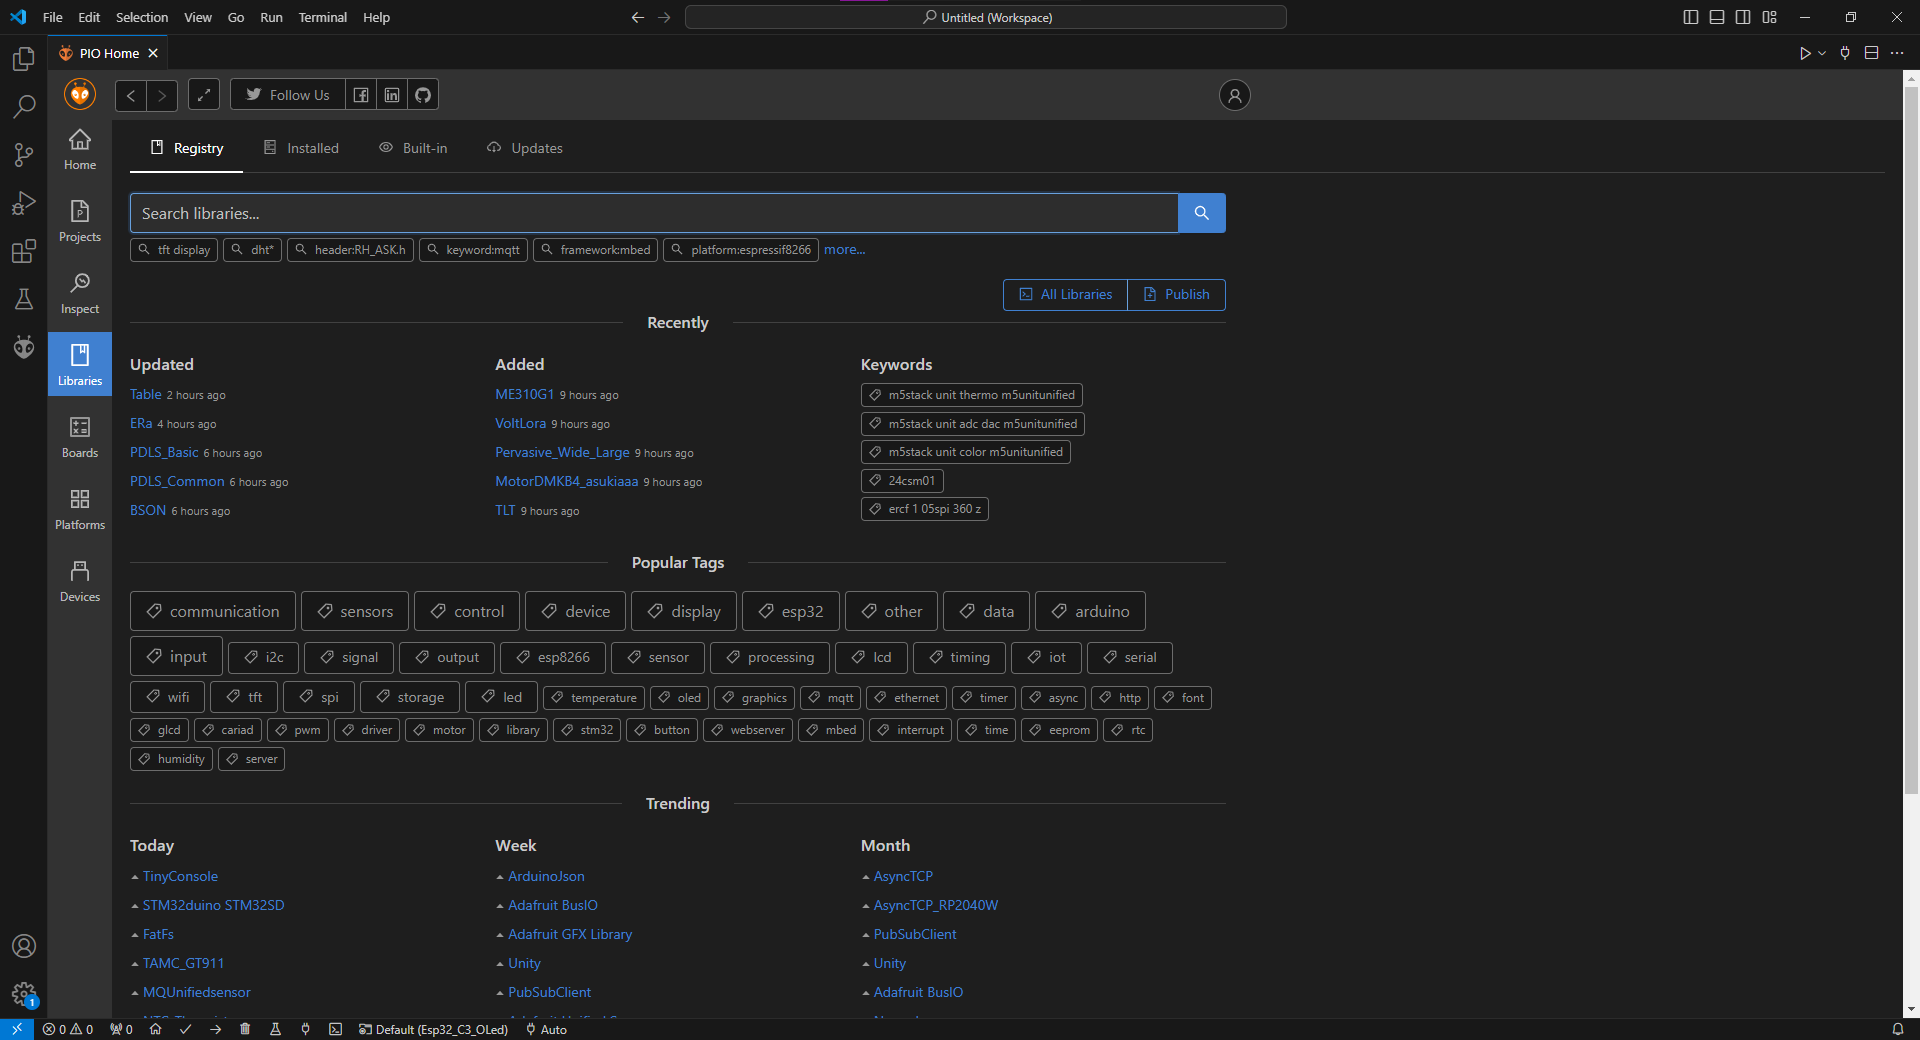 File Edit Selection View Go Run Terminal Help
Untitled (Workspace)
PIO Home
Follow Us
Home
Projects
Inspect
Libraries
Boards
Platforms
Devices
Registry Installed Built-in Updates
Search libraries...
tft display dht* header:RH_ASK.h keyword:mqtt framework:mbed platform:espressif8266 more...
All Libraries Publish
Recently
Updated Added Keywords
Table 2 hours ago ME310G1 9 hours ago m5stack unit thermo m5unitunified
ERa 4 hours ago VoltLora 9 hours ago m5stack unit adc dac m5unitunified
PDLS_Basic 6 hours ago Pervasive_Wide_Large 9 hours ago m5stack unit color m5unitunified
PDLS_Common 6 hours ago MotorDMKB4_asukiaaa 9 hours ago 24csm01
BSON 6 hours ago TLT 9 hours ago ercf 1 05spi 360 z
Popular Tags
communication sensors control device display esp32 other data arduino
input i2c signal output esp8266 sensor processing lcd timing iot serial
wifi tft spi storage led temperature oled graphics mqtt ethernet timer async http font
glcd cariad pwm driver motor library stm32 button webserver mbed interrupt time eeprom rtc
humidity server
Trending
Today Week Month
TinyConsole ArduinoJson AsyncTCP
STM32duino STM32SD Adafruit BusIO AsyncTCP_RP2040W
FatFs Adafruit GFX Library PubSubClient
TAMC_GT911 Unity Unity
MQUnifiedsensor PubSubClient Adafruit BusIO
1
0 0 0 Default (Esp32_C3_OLed) Auto